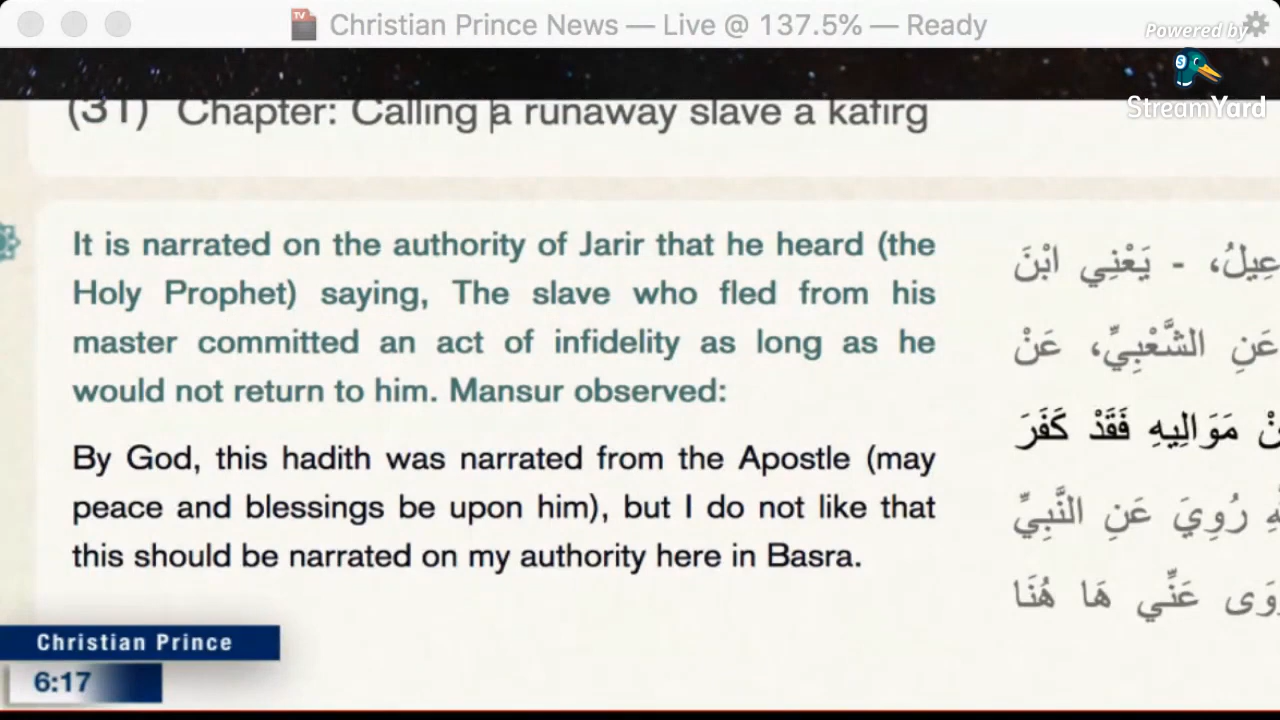 Christian Prince News — Live @ 137.5% — Ready
Powered by
StreamYard
(31) Chapter: Calling a runaway slave a kafirg
It is narrated on the authority of Jarir that he heard (the
Holy Prophet) saying, The slave who fled from his
master committed an act of infidelity as long as he
would not return to him. Mansur observed:
By God, this hadith was narrated from the Apostle (may
peace and blessings be upon him), but I do not like that
this should be narrated on my authority here in Basra.
- يَعْنِي ابْنَ
عَنِ الشَّعْبِيِّ، عَنْ
مَوَالِيهِ فَقَدْ كَفَرَ
رُوِيَ عَنِ النَّبِيِّ
عَنِّي هَا هُنَا
Christian Prince
6:17